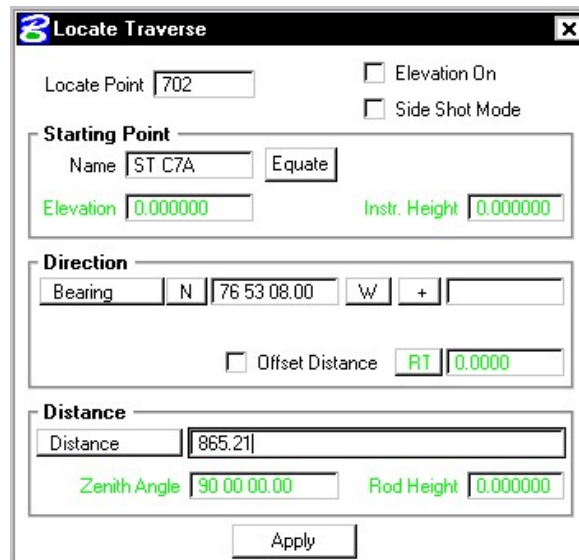 Locate Traverse
Locate Point 702
Elevation On
Side Shot Mode
Starting Point
Name ST C7A Equate
Elevation 0.000000 Instr. Height 0.000000
Direction
Bearing N 76 53 08.00 W +
Offset Distance RT 0.0000
Distance
Distance 865.21
Zenith Angle 90 00 00.00 Rod Height 0.000000
Apply